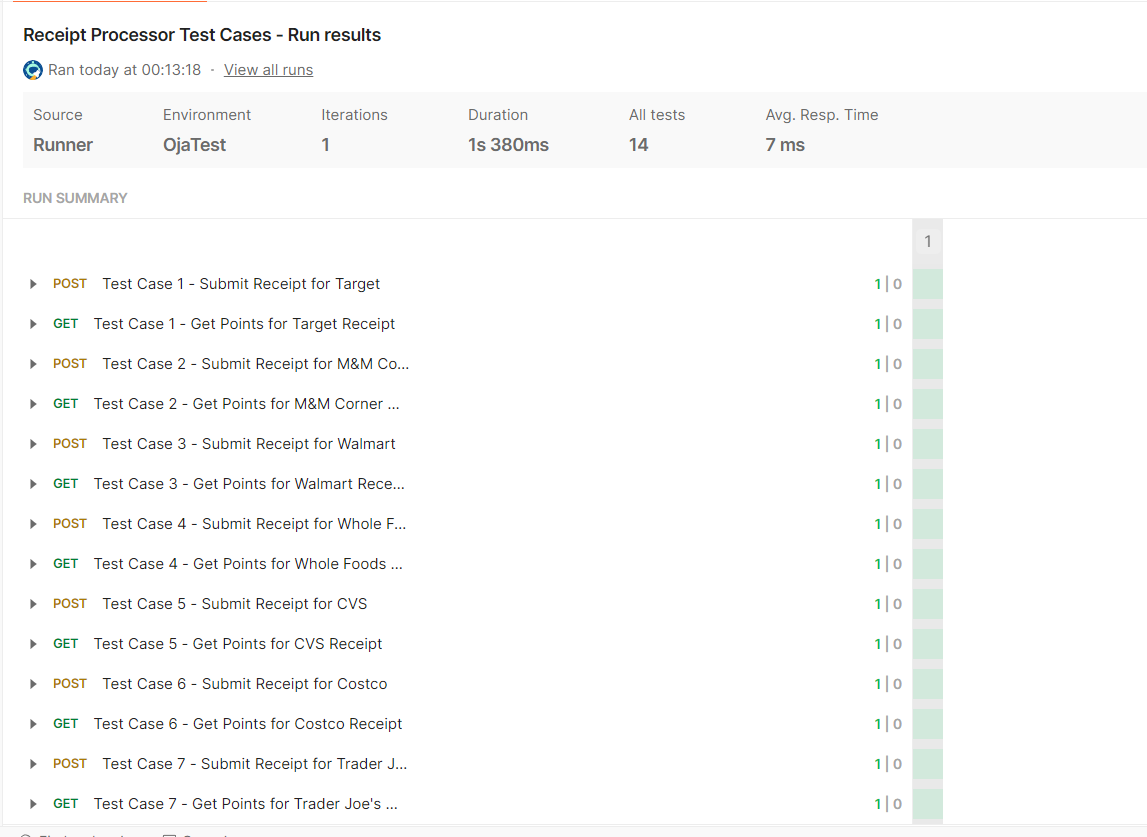 Receipt Processor Test Cases - Run results
Ran today at 00:13:18 · View all runs
Source Environment Iterations Duration All tests Avg. Resp. Time
Runner OjaTest 1 1s 380ms 14 7 ms
RUN SUMMARY
1
POST Test Case 1 - Submit Receipt for Target 1 | 0
GET Test Case 1 - Get Points for Target Receipt 1 | 0
POST Test Case 2 - Submit Receipt for M&M Co... 1 | 0
GET Test Case 2 - Get Points for M&M Corner ... 1 | 0
POST Test Case 3 - Submit Receipt for Walmart 1 | 0
GET Test Case 3 - Get Points for Walmart Rece... 1 | 0
POST Test Case 4 - Submit Receipt for Whole F... 1 | 0
GET Test Case 4 - Get Points for Whole Foods ... 1 | 0
POST Test Case 5 - Submit Receipt for CVS 1 | 0
GET Test Case 5 - Get Points for CVS Receipt 1 | 0
POST Test Case 6 - Submit Receipt for Costco 1 | 0
GET Test Case 6 - Get Points for Costco Receipt 1 | 0
POST Test Case 7 - Submit Receipt for Trader J... 1 | 0
GET Test Case 7 - Get Points for Trader Joe's ... 1 | 0